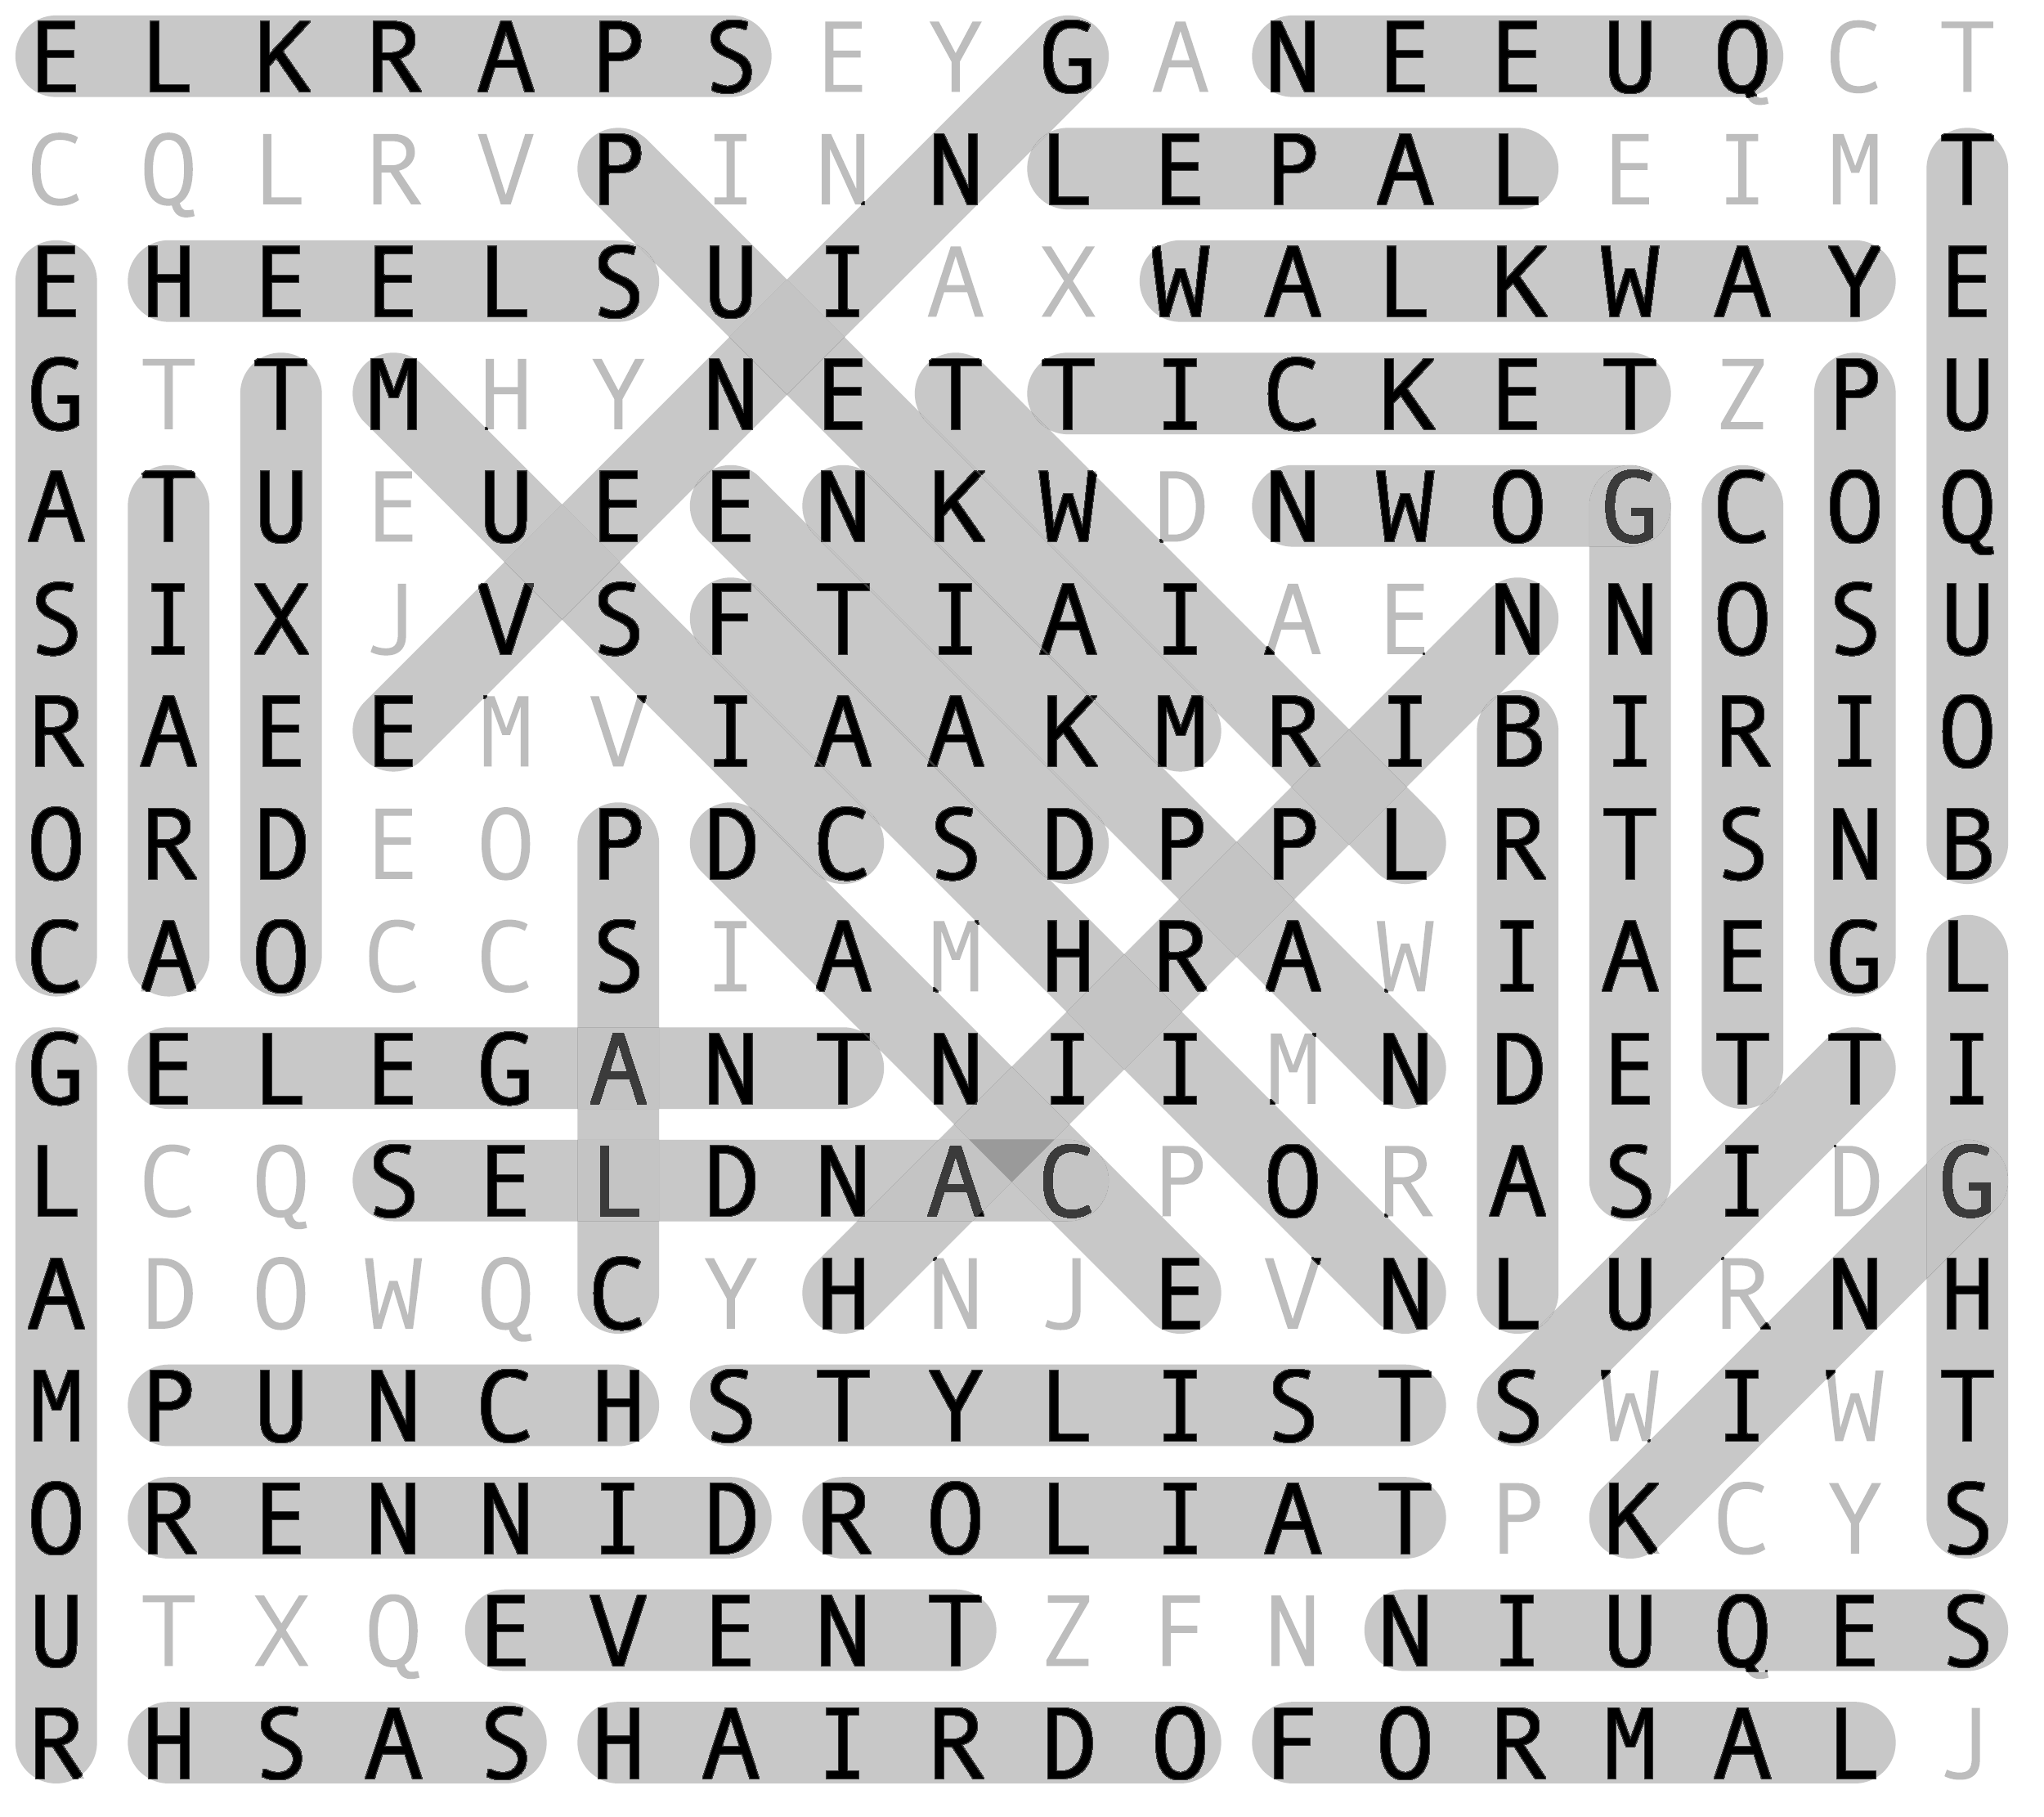 E L K R A P S E Y G A N E E U Q C T
C Q L R V P I N N L E P A L E I M T
E H E E L S U I A X W A L K W A Y E
G T T M H Y N E T T I C K E T Z P U
A T U E U E E N K W D N W O G C O Q
S I X J V S F T I A I A E N N O S U
R A E E M V I A A K M R I B I R I O
O R D E O P D C S D P P L R T S N B
C A O C C S I A M H R A W I A E G L
G E L E G A N T N I I M N D E T T I
L C Q S E L D N A C P O R A S I D G
A D O W Q C Y H N J E V N L U R N H
M P U N C H S T Y L I S T S W I W T
O R E N N I D R O L I A T P K C Y S
U T X Q E V E N T Z F N N I U Q E S
R H S A S H A I R D O F O R M A L J